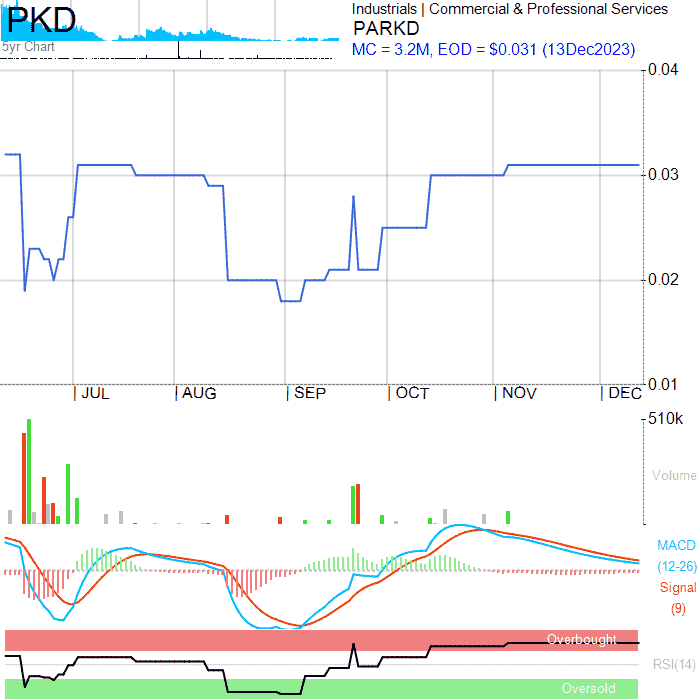 PKD
Industrials | Commercial & Professional Services
PARKD
MC = 3.2M, EOD = $0.031 (13Dec2023)
5yr Chart
0.04
0.03
0.02
0.01
| JUL | AUG | SEP | OCT | NOV | DEC
510k
Volume
MACD
(12-26)
Signal
(9)
Overbought
RSI(14)
Oversold